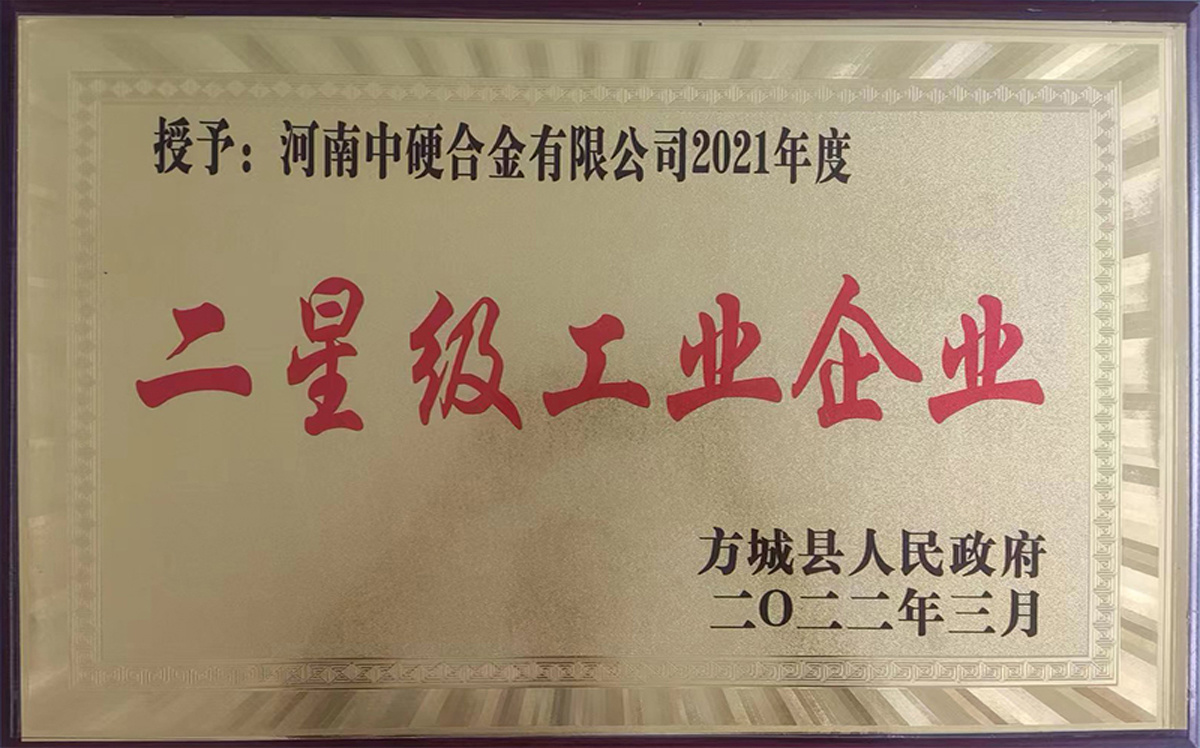 授予：河南中硬合金有限公司2021年度
二星级工业企业
方城县人民政府
二〇二二年三月